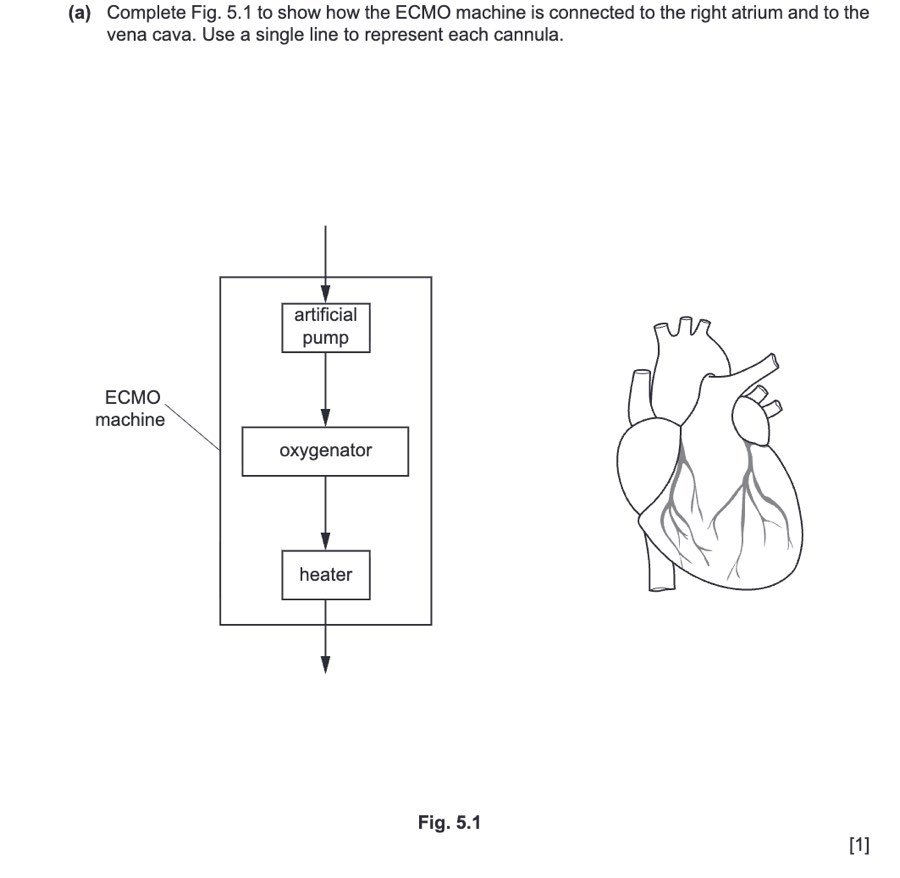 (a) Complete Fig. 5.1 to show how the ECMO machine is connected to the right atrium and to the
vena cava. Use a single line to represent each cannula.
artificial
pump
ECMO
machine
oxygenator
heater
Fig. 5.1
[1]